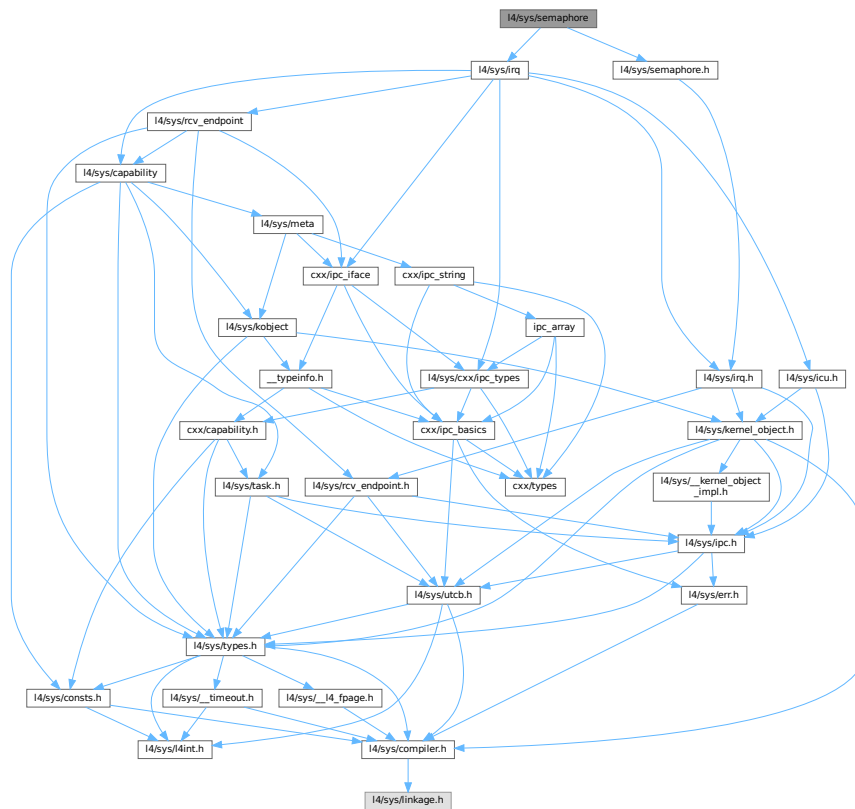 l4/sys/semaphore
l4/sys/irq
l4/sys/semaphore.h
l4/sys/rcv_endpoint
l4/sys/capability
l4/sys/meta
cxx/ipc_iface
cxx/ipc_string
l4/sys/kobject
ipc_array
__typeinfo.h
l4/sys/cxx/ipc_types
l4/sys/irq.h
l4/sys/icu.h
cxx/capability.h
cxx/ipc_basics
l4/sys/kernel_object.h
l4/sys/task.h
l4/sys/rcv_endpoint.h
cxx/types
l4/sys/__kernel_object
_impl.h
l4/sys/ipc.h
l4/sys/utcb.h
l4/sys/err.h
l4/sys/types.h
l4/sys/consts.h
l4/sys/__timeout.h
l4/sys/__l4_fpage.h
l4/sys/l4int.h
l4/sys/compiler.h
l4/sys/linkage.h